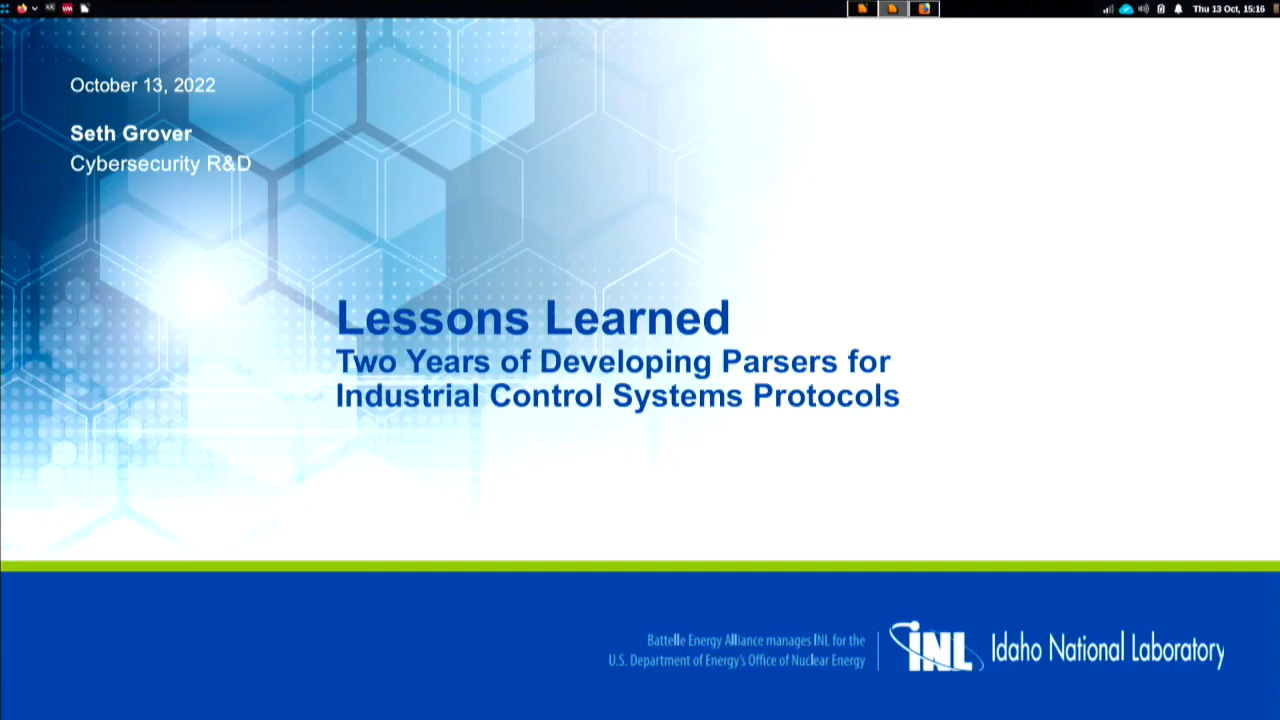 Thu 13 Oct, 15:16
October 13, 2022
Seth Grover
Cybersecurity R&D
Lessons Learned
Two Years of Developing Parsers for
Industrial Control Systems Protocols
Battelle Energy Alliance manages INL for the
U.S. Department of Energy's Office of Nuclear Energy
INL
Idaho National Laboratory